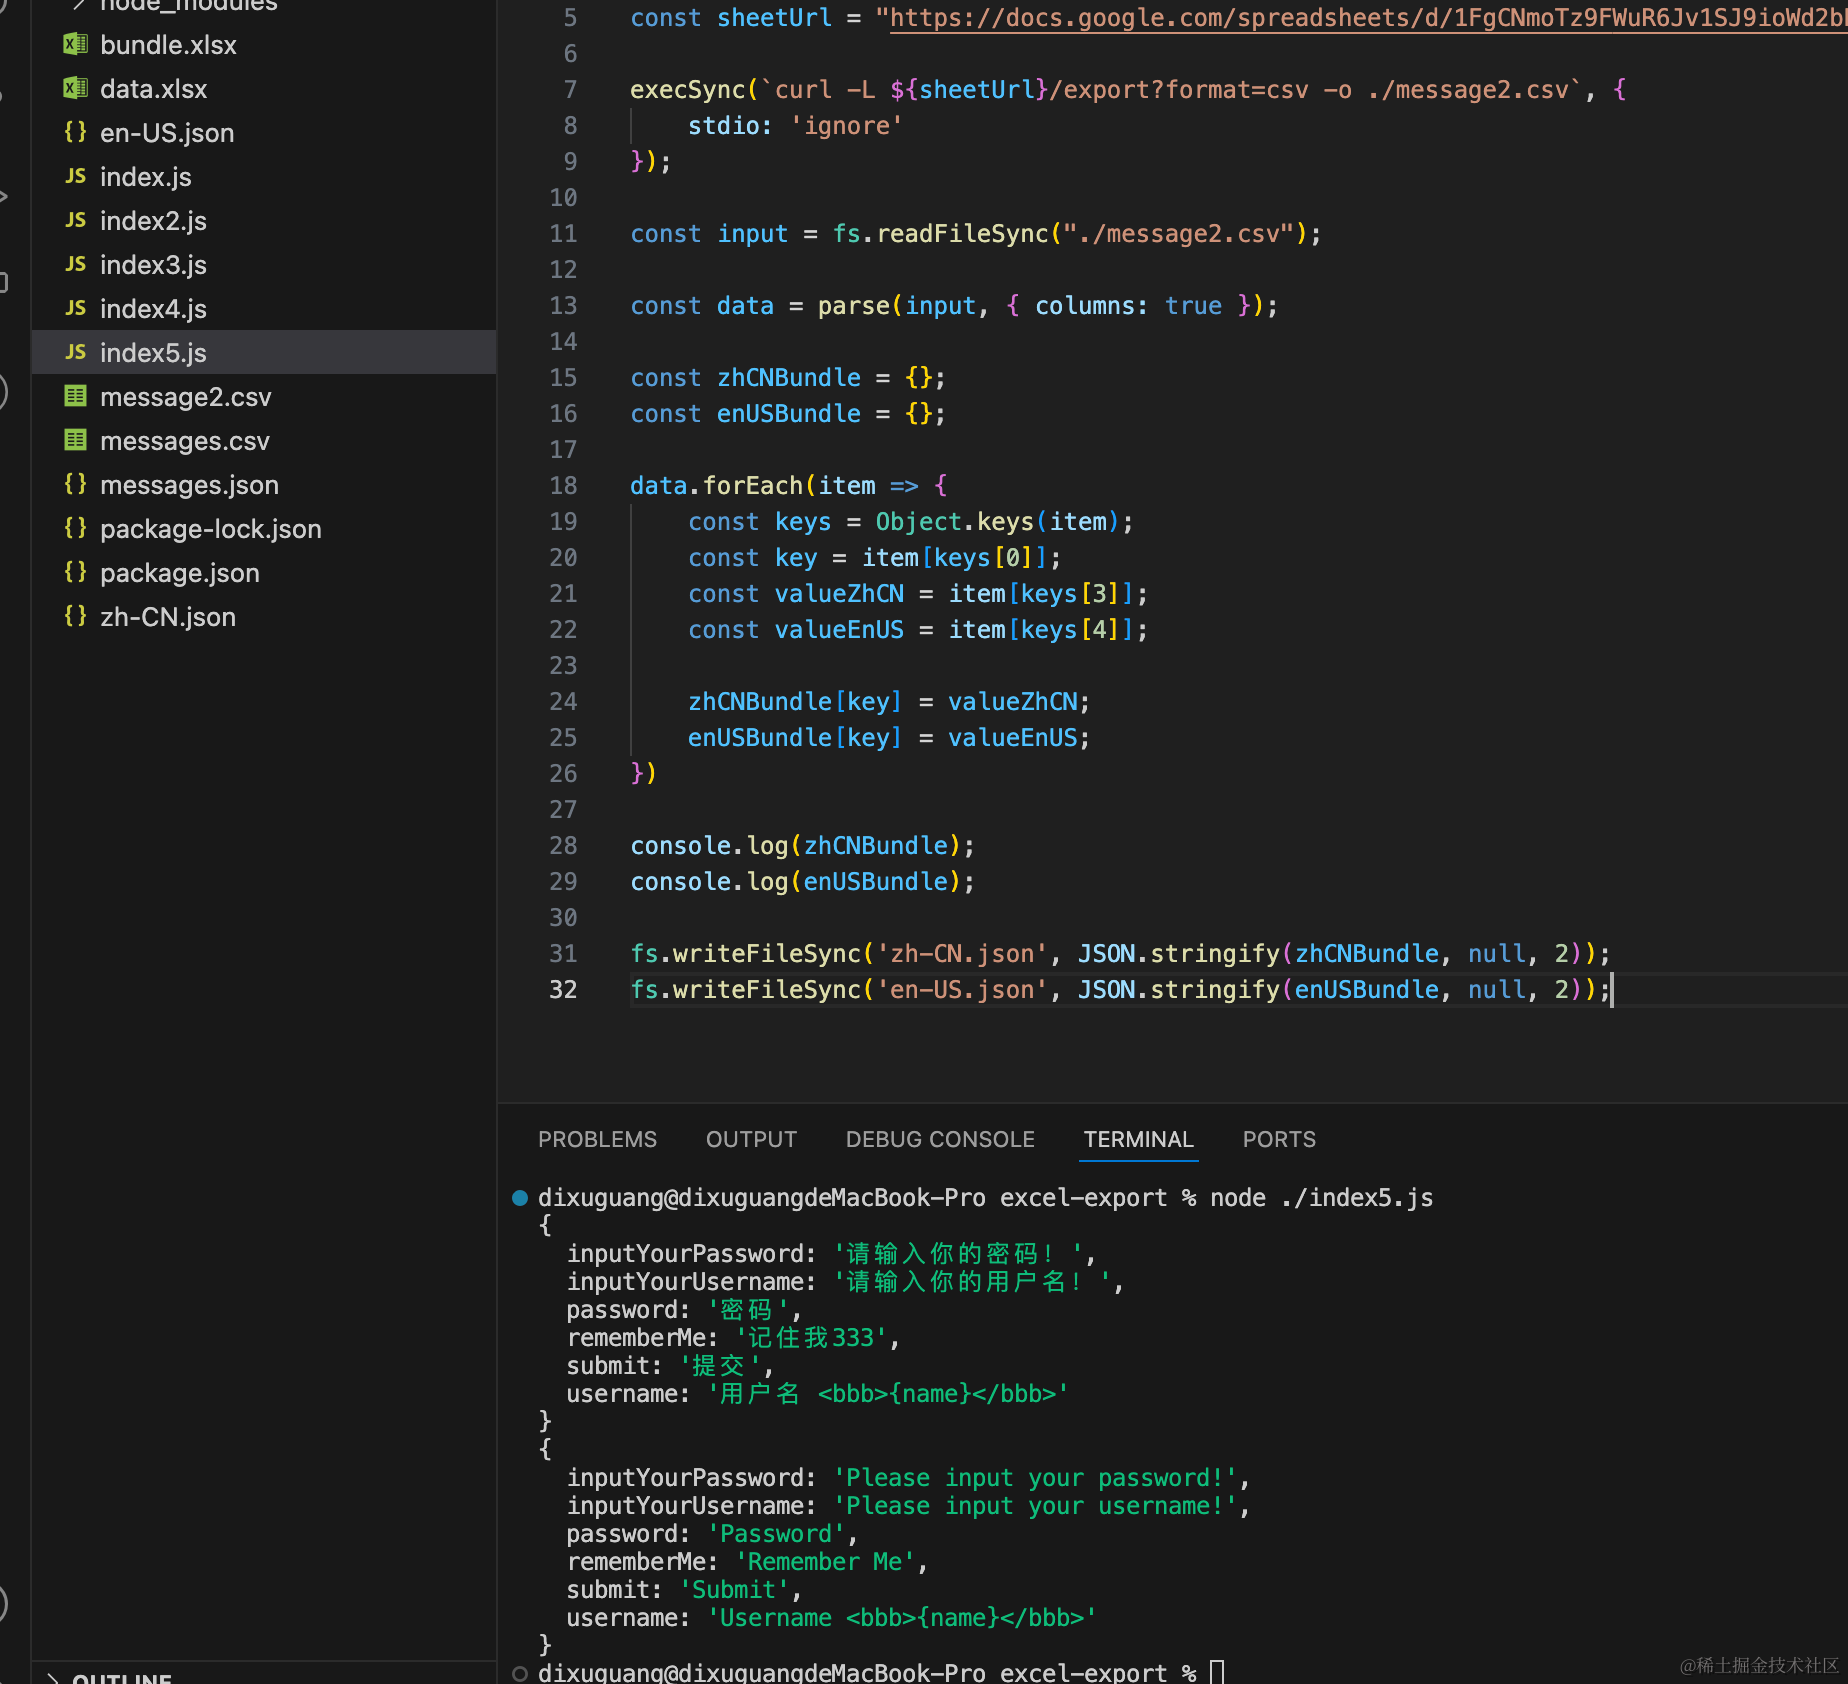 node_modules
bundle.xlsx
data.xlsx
en-US.json
JS index.js
JS index2.js
JS index3.js
JS index4.js
JS index5.js
message2.csv
messages.csv
{} messages.json
{} package-lock.json
{} package.json
{} zh-CN.json
OUTLINE
5 const sheetUrl = "https://docs.google.com/spreadsheets/d/1FgCNmoTz9FWuR6Jv1SJ9ioWd2b
6
7 execSync(`curl -L ${sheetUrl}/export?format=csv -o ./message2.csv`, {
8     stdio: 'ignore'
9 });
10
11 const input = fs.readFileSync("./message2.csv");
12
13 const data = parse(input, { columns: true });
14
15 const zhCNBundle = {};
16 const enUSBundle = {};
17
18 data.forEach(item => {
19     const keys = Object.keys(item);
20     const key = item[keys[0]];
21     const valueZhCN = item[keys[3]];
22     const valueEnUS = item[keys[4]];
23
24     zhCNBundle[key] = valueZhCN;
25     enUSBundle[key] = valueEnUS;
26 })
27
28 console.log(zhCNBundle);
29 console.log(enUSBundle);
30
31 fs.writeFileSync('zh-CN.json', JSON.stringify(zhCNBundle, null, 2));
32 fs.writeFileSync('en-US.json', JSON.stringify(enUSBundle, null, 2));
PROBLEMS OUTPUT DEBUG CONSOLE TERMINAL PORTS
dixuguang@dixuguangdeMacBook-Pro excel-export % node ./index5.js
{
  inputYourPassword: '请输入你的密码！',
  inputYourUsername: '请输入你的用户名！',
  password: '密码',
  rememberMe: '记住我333',
  submit: '提交',
  username: '用户名 <bbb>{name}</bbb>'
}
{
  inputYourPassword: 'Please input your password!',
  inputYourUsername: 'Please input your username!',
  password: 'Password',
  rememberMe: 'Remember Me',
  submit: 'Submit',
  username: 'Username <bbb>{name}</bbb>'
}
dixuguang@dixuguangdeMacBook-Pro excel-export %
@稀土掘金技术社区